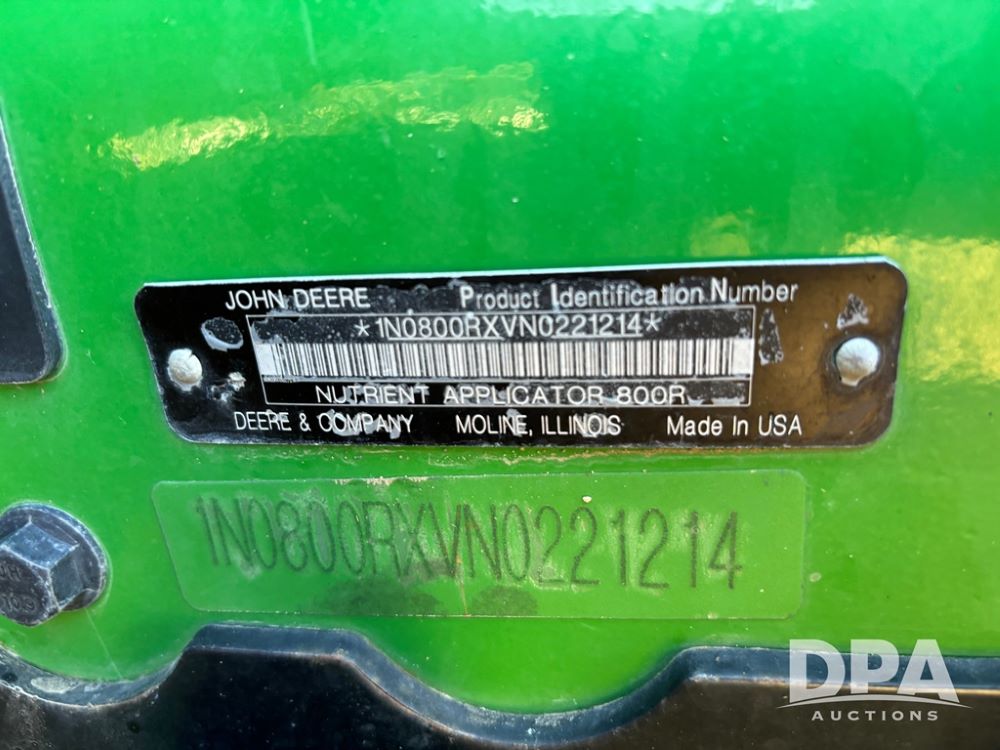 JOHN DEERE Product Identification Number
*1N0800RXVN0221214*
NUTRIENT APPLICATOR 800R
DEERE & COMPANY MOLINE, ILLINOIS Made In USA
1N0800RXVN0221214
DPA
AUCTIONS